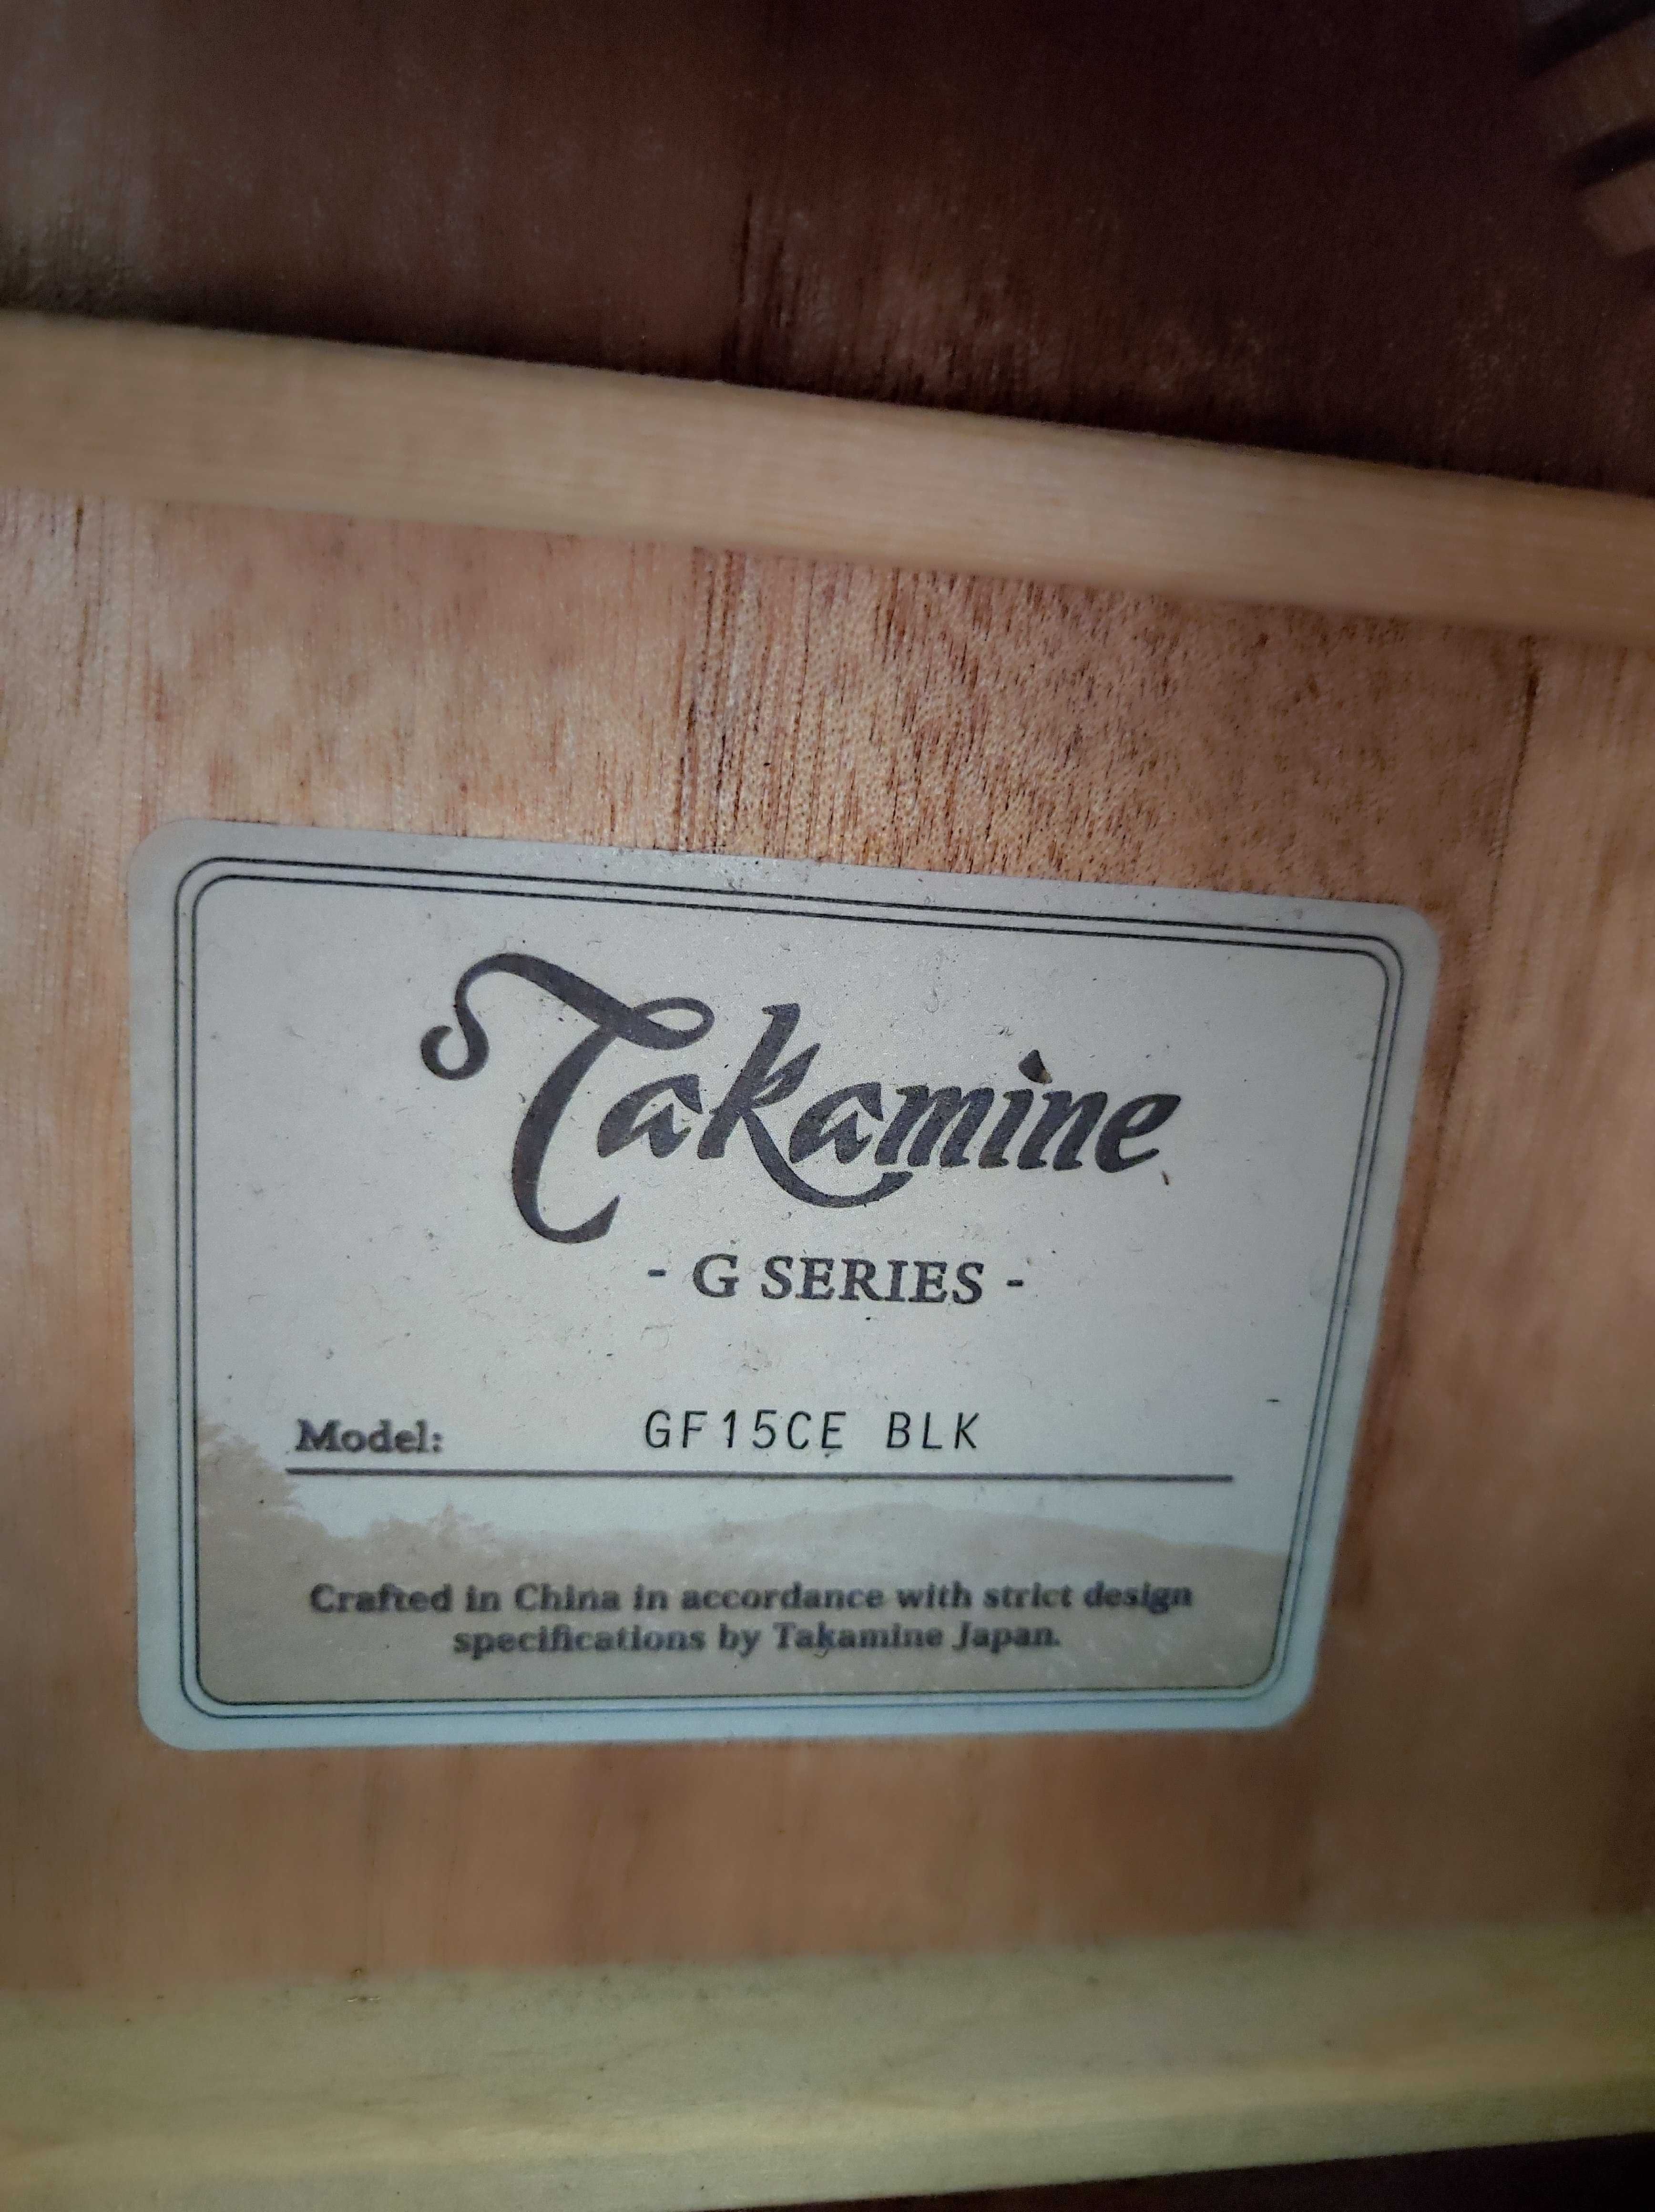 Takamine
- G SERIES -
Model: GF15CE BLK
Crafted in China in accordance with strict design
specifications by Takamine Japan.